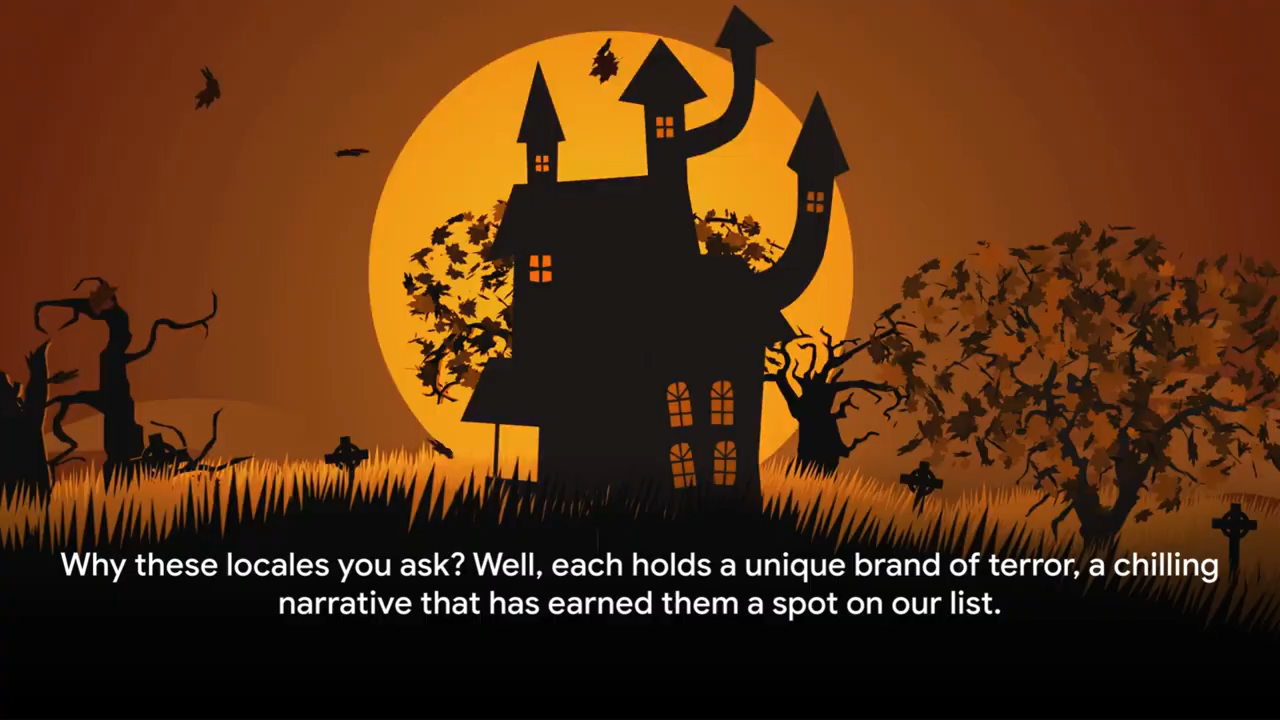 Why these locales you ask? Well, each holds a unique brand of terror, a chilling
narrative that has earned them a spot on our list.